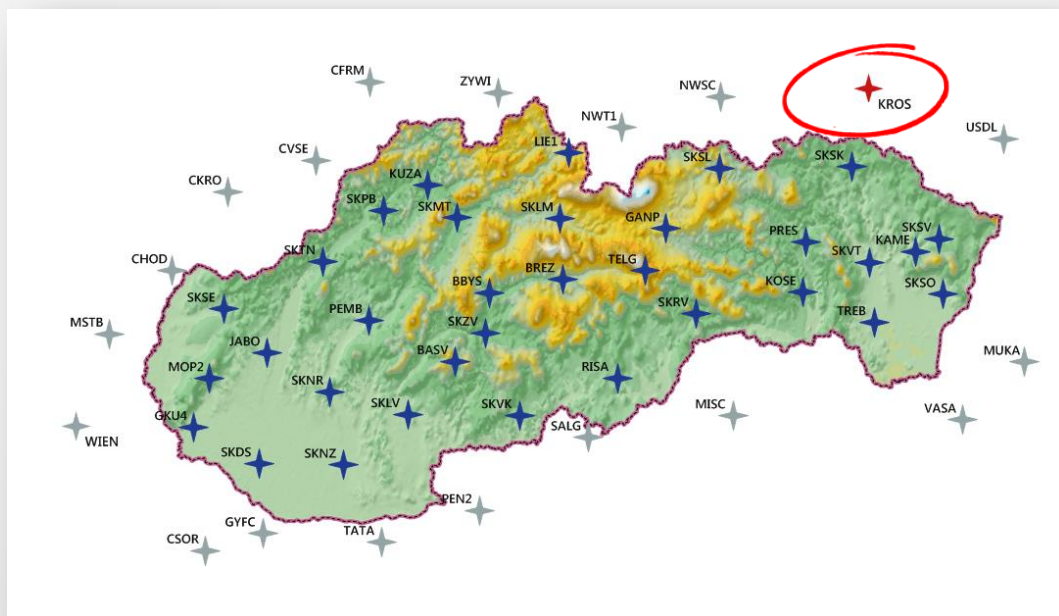 CFRM
ZYWI
NWSC
KROS
NWT1
USDL
LIE1
CVSE
SKSL
SKSK
KUZA
CKRO
SKPB
SKMT
SKLM
GANP
PRES
SKSV
KAME
SKTN
SKVT
CHOD
BREZ
TELG
BBYS
KOSE
SKSO
SKSE
PEMB
SKRV
TREB
MSTB
SKZV
JABO
BASV
MUKA
MOP2
RISA
SKNR
SKLV
SKVK
MISC
VASA
GKU4
SALG
WIEN
SKDS
SKNZ
PEN2
GYFC
TATA
CSOR